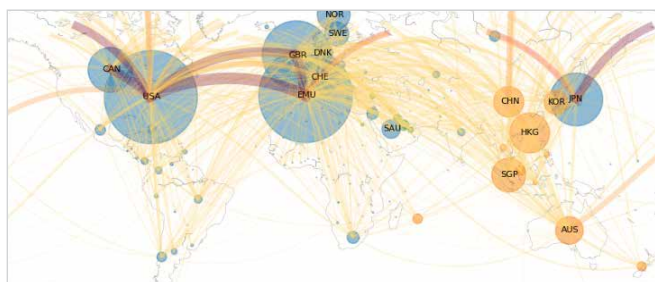 NOR
SWE
DNK
GBR
CAN
CHE
USA
EMU
CHN
KOR
JPN
SAU
HKG
SGP
AUS